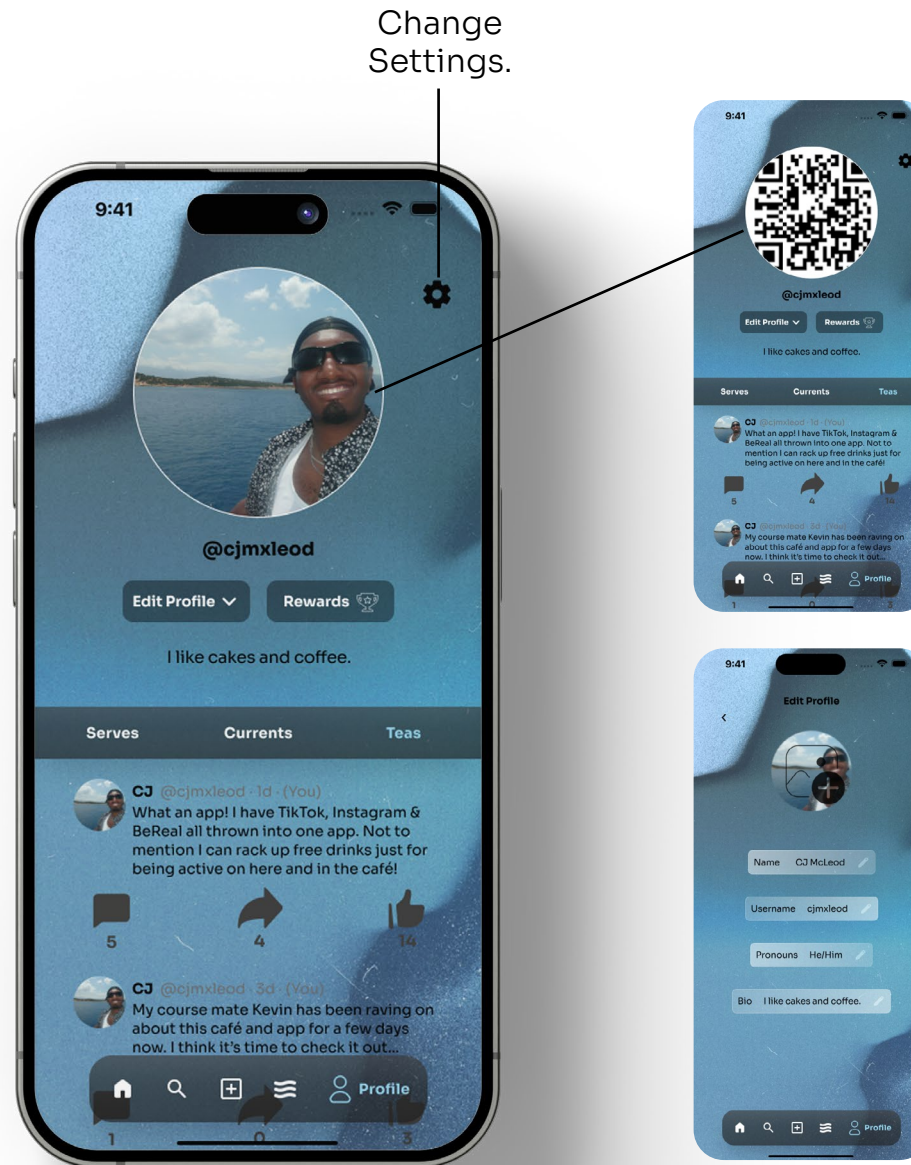 Change
Settings.
9:41
@cjmxleod
Edit Profile
Rewards
I like cakes and coffee.
Serves
Currents
Teas
CJ @cjmxleod · 1d · (You)
What an app! I have TikTok, Instagram &
BeReal all thrown into one app. Not to
mention I can rack up free drinks just for
being active on here and in the café!
5
4
14
CJ @cjmxleod · 3d · (You)
My course mate Kevin has been raving on
about this café and app for a few days
now. I think it's time to check it out...
Profile
1
0
3
9:41
@cjmxleod
Edit Profile
Rewards
I like cakes and coffee.
Serves
Currents
Teas
CJ @cjmxleod · 1d · (You)
What an app! I have TikTok, Instagram &
BeReal all thrown into one app. Not to
mention I can rack up free drinks just for
being active on here and in the café!
5
4
14
CJ @cjmxleod · 3d · (You)
My course mate Kevin has been raving on
about this café and app for a few days
now. I think it's time to check it out...
Profile
1
0
3
9:41
Edit Profile
Name CJ McLeod
Username cjmxleod
Pronouns He/Him
Bio I like cakes and coffee.
Profile